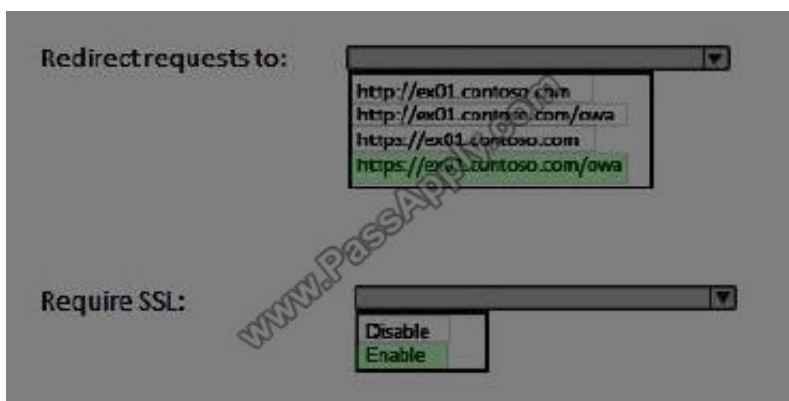 Redirect requests to:
http://ex01.contoso.com
http://ex01.contoso.com/owa
https://ex01.contoso.com
https://ex01.contoso.com/owa
www.PassApply.com
Require SSL:
Disable
Enable